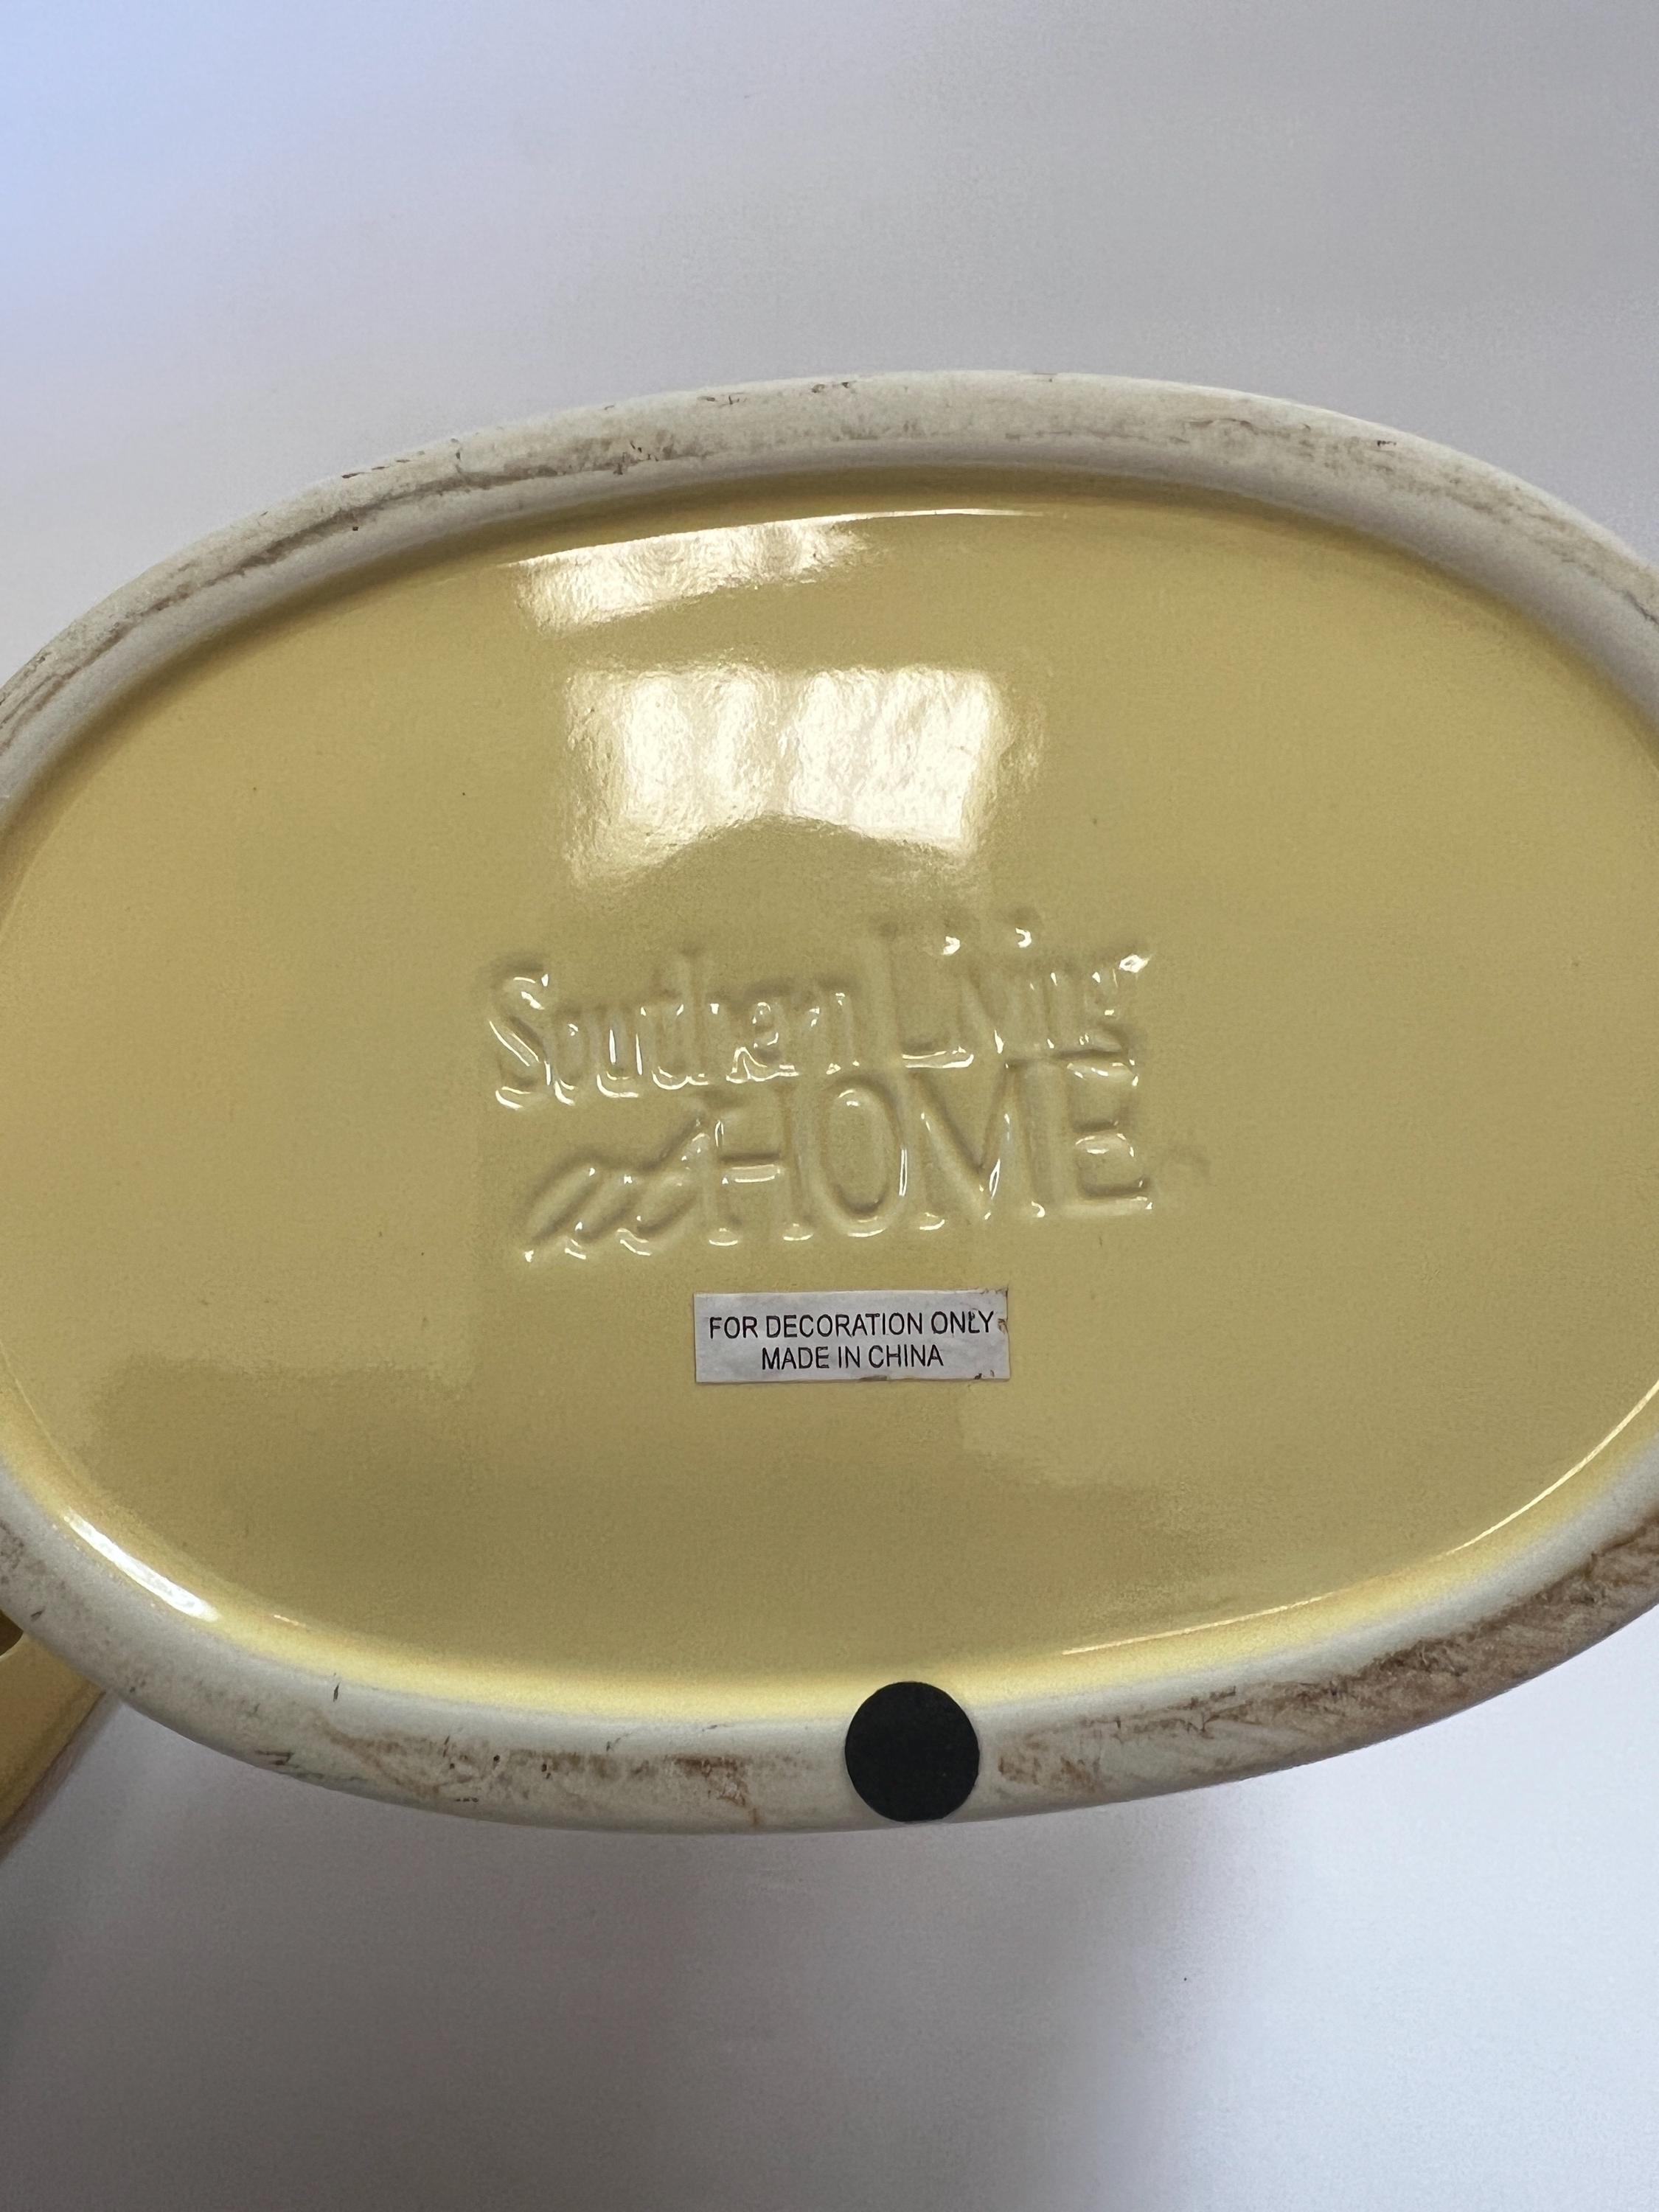 Southern Living
at HOME
FOR DECORATION ONLY
MADE IN CHINA